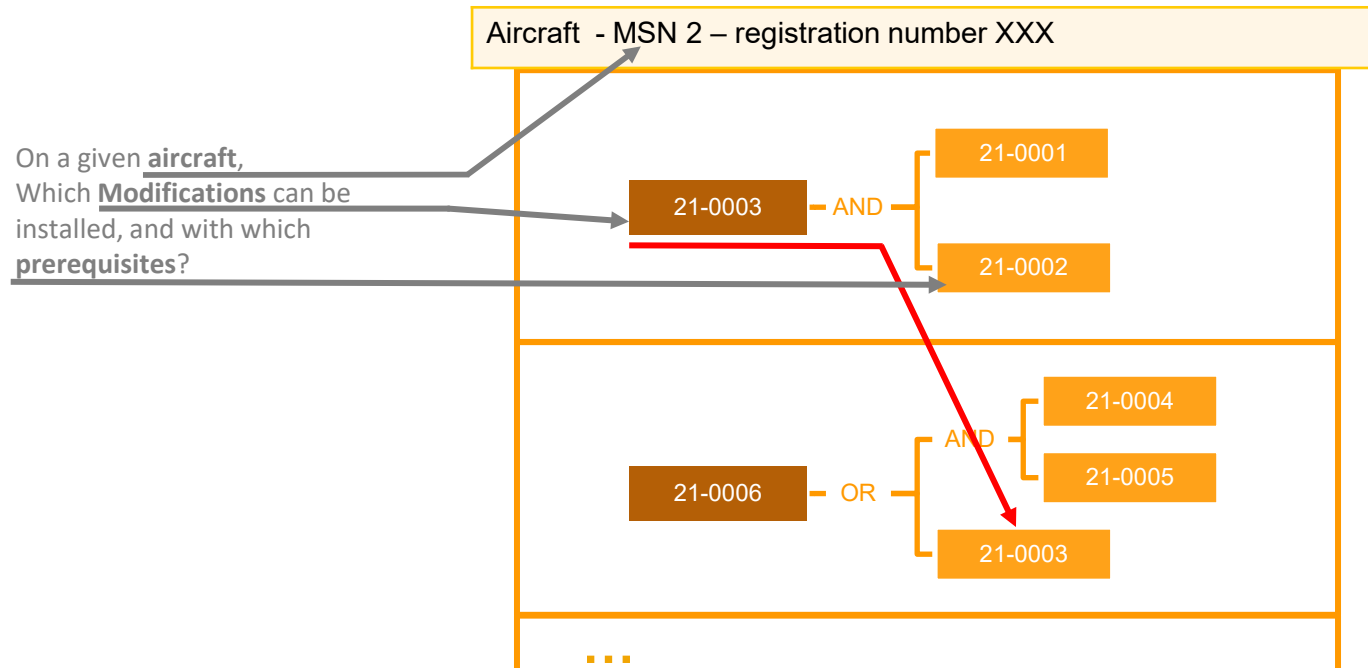 Aircraft  - MSN 2 – registration number XXX
On a given aircraft,
Which Modifications can be
installed, and with which
prerequisites?
21-0003
AND
21-0001
21-0002
21-0006
OR
AND
21-0004
21-0005
21-0003
...